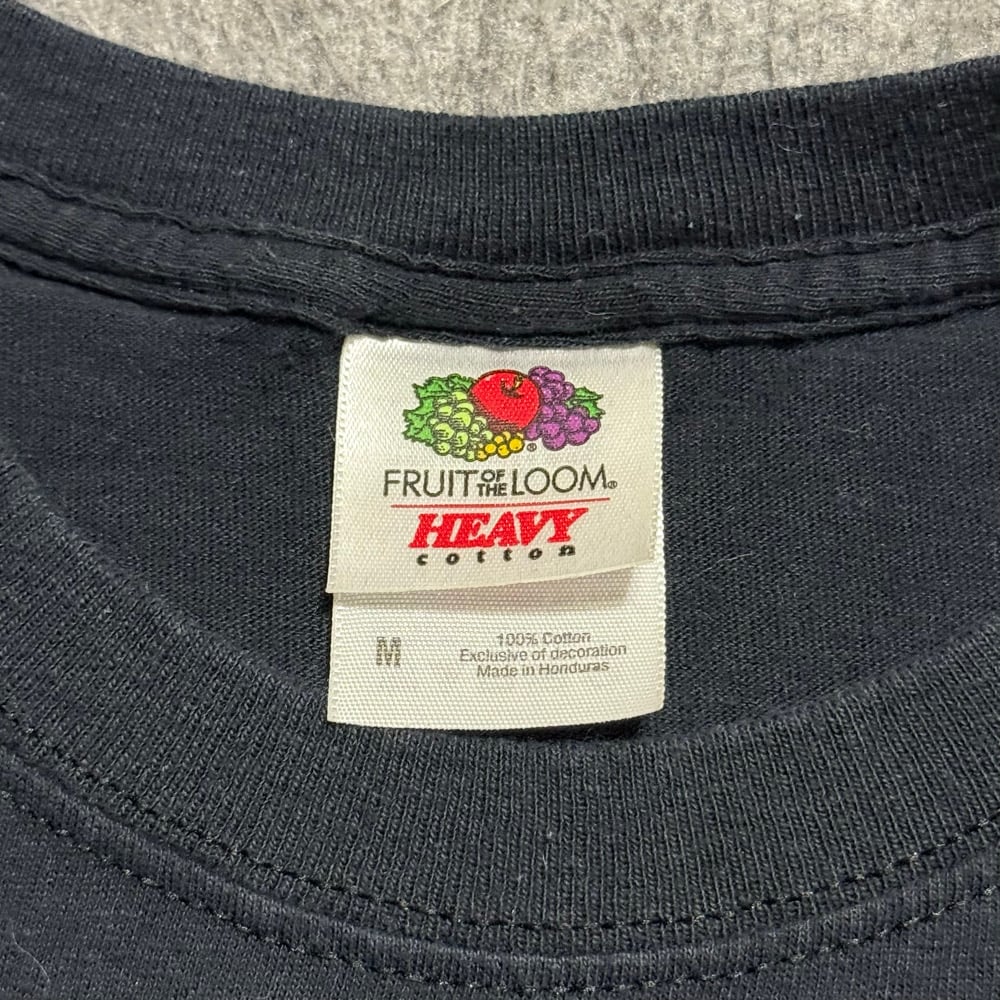 FRUIT OF THE LOOM®
HEAVY
cotton
M
100% Cotton
Exclusive of decoration
Made in Honduras